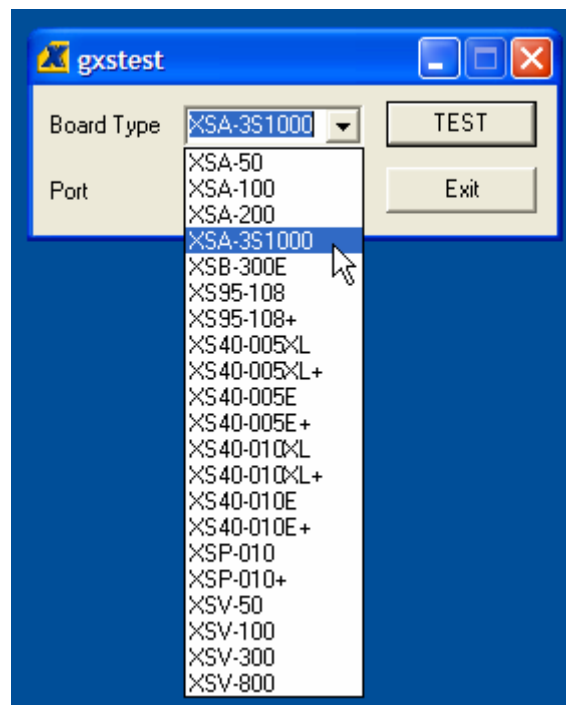 gxstest
Board Type XSA-3S1000 TEST
Port Exit
XSA-50
XSA-100
XSA-200
XSA-3S1000
XSB-300E
XS95-108
XS95-108+
XS40-005XL
XS40-005XL+
XS40-005E
XS40-005E+
XS40-010XL
XS40-010XL+
XS40-010E
XS40-010E+
XSP-010
XSP-010+
XSV-50
XSV-100
XSV-300
XSV-800